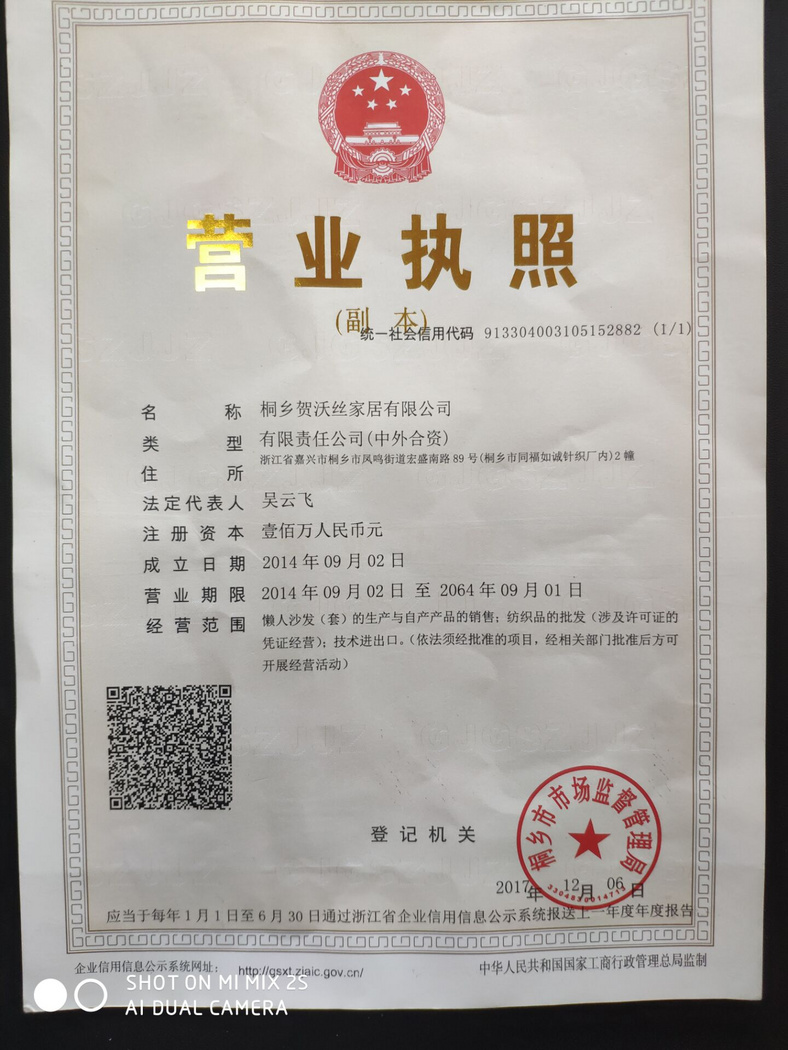 营业执照
(副 本)
统一社会信用代码 913304003105152882 (1/1)
名 称 桐乡贺沃丝家居有限公司
类 型 有限责任公司(中外合资)
住 所 浙江省嘉兴市桐乡市凤鸣街道宏盛南路89号(桐乡市同福如诚针织厂内)2幢
法定代表人 吴云飞
注册资本 壹佰万人民币元
成立日期 2014年09月02日
营业期限 2014年09月02日 至 2064年09月01日
经营范围 懒人沙发（套）的生产与自产产品的销售；纺织品的批发（涉及许可证的
凭证经营）；技术进出口。（依法须经批准的项目，经相关部门批准后方可
开展经营活动）
登记机关
桐乡市市场监督管理局
2017年 12月 06日
应当于每年1月1日至6月30日通过浙江省企业信用信息公示系统报送上一年度年度报告
企业信用信息公示系统网址： http://gsxt.zjaic.gov.cn/
中华人民共和国国家工商行政管理总局监制
SHOT ON MI MIX 2S
AI DUAL CAMERA